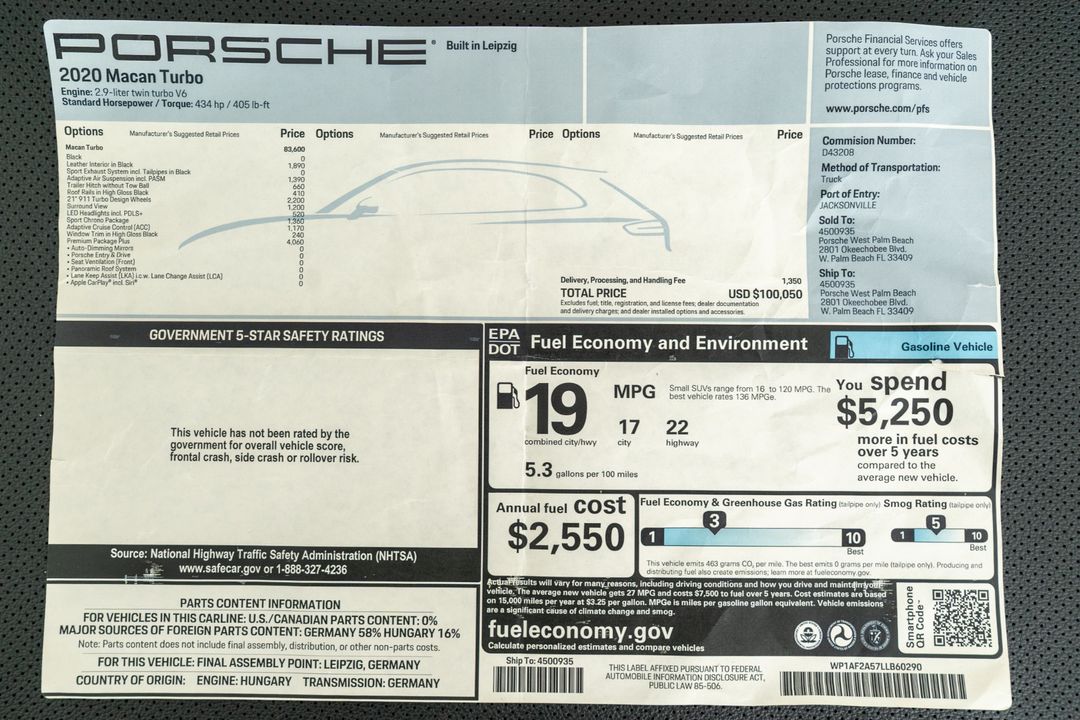 PORSCHE® Built in Leipzig
2020 Macan Turbo
Engine: 2.9-liter twin turbo V6
Standard Horsepower / Torque: 434 hp / 405 lb-ft
Porsche Financial Services offers
support at every turn. Ask your Sales
Professional for more information on
Porsche lease, finance and vehicle
protections programs.
www.porsche.com/pfs
Options Manufacturer's Suggested Retail Prices Price Options Manufacturer's Suggested Retail Prices Price Options Manufacturer's Suggested Retail Prices Price
Macan Turbo 83,600
Black 0
Leather Interior in Black 1,890
Sport Exhaust System incl. Tailpipes in Black 0
Adaptive Air Suspension incl. PASM 1,390
Trailer Hitch without Tow Ball 660
Roof Rails in High Gloss Black 410
21" 911 Turbo Design Wheels 2,200
Surround View 1,200
LED Headlights incl. PDLS+ 520
Sport Chrono Package 1,360
Adaptive Cruise Control (ACC) 1,170
Window Trim in High Gloss Black 240
Premium Package Plus 4,060
• Auto-Dimming Mirrors 0
• Porsche Entry & Drive 0
• Seat Ventilation (Front) 0
• Panoramic Roof System 0
• Lane Keep Assist (LKA) i.c.w. Lane Change Assist (LCA) 0
• Apple CarPlay® incl. Siri® 0
Delivery, Processing, and Handling Fee 1,350
TOTAL PRICE USD $100,050
Excludes fuel; title, registration, and license fees; dealer documentation
and delivery charges; and dealer installed options and accessories.
Commision Number:
D43208
Method of Transportation:
Truck
Port of Entry:
JACKSONVILLE
Sold To:
4500935
Porsche West Palm Beach
2801 Okeechobee Blvd.
W. Palm Beach FL 33409
Ship To:
4500935
Porsche West Palm Beach
2801 Okeechobee Blvd.
W. Palm Beach FL 33409
GOVERNMENT 5-STAR SAFETY RATINGS
This vehicle has not been rated by the
government for overall vehicle score,
frontal crash, side crash or rollover risk.
Source: National Highway Traffic Safety Administration (NHTSA)
www.safecar.gov or 1-888-327-4236
PARTS CONTENT INFORMATION
FOR VEHICLES IN THIS CARLINE: U.S./CANADIAN PARTS CONTENT: 0%
MAJOR SOURCES OF FOREIGN PARTS CONTENT: GERMANY 58% HUNGARY 16%
Note: Parts content does not include final assembly, distribution, or other non-parts costs.
FOR THIS VEHICLE: FINAL ASSEMBLY POINT: LEIPZIG, GERMANY
COUNTRY OF ORIGIN: ENGINE: HUNGARY TRANSMISSION: GERMANY
EPA
DOT
Fuel Economy and Environment
Gasoline Vehicle
Fuel Economy
19 MPG
combined city/hwy
17 city
22 highway
5.3 gallons per 100 miles
Small SUVs range from 16 to 120 MPG. The
best vehicle rates 136 MPGe.
You spend
$5,250
more in fuel costs
over 5 years
compared to the
average new vehicle.
Annual fuel cost
$2,550
Fuel Economy & Greenhouse Gas Rating (tailpipe only)
1 3 10
Best
Smog Rating (tailpipe only)
1 5 10
Best
This vehicle emits 463 grams CO₂ per mile. The best emits 0 grams per mile (tailpipe only). Producing and
distributing fuel also create emissions; learn more at fueleconomy.gov.
Actual results will vary for many reasons, including driving conditions and how you drive and maintain your
vehicle. The average new vehicle gets 27 MPG and costs $7,500 to fuel over 5 years. Cost estimates are based
on 15,000 miles per year at $3.25 per gallon. MPGe is miles per gasoline gallon equivalent. Vehicle emissions
are a significant cause of climate change and smog.
fueleconomy.gov
Calculate personalized estimates and compare vehicles
Smartphone
QR Code™
Ship To: 4500935
THIS LABEL AFFIXED PURSUANT TO FEDERAL
AUTOMOBILE INFORMATION DISCLOSURE ACT,
PUBLIC LAW 85-506.
WP1AF2A57LLB60290